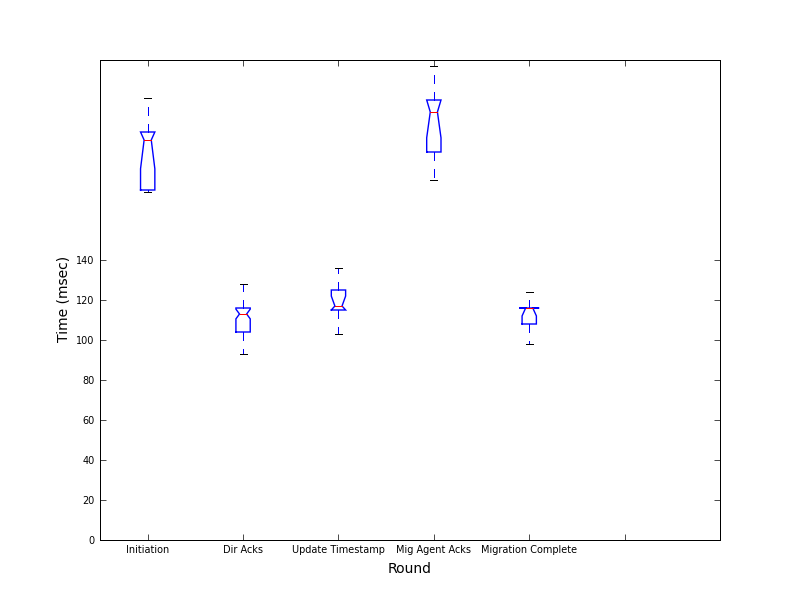 Time (msec)
140
120
100
80
60
40
20
0
Initiation Dir Acks Update Timestamp Mig Agent Acks Migration Complete
Round